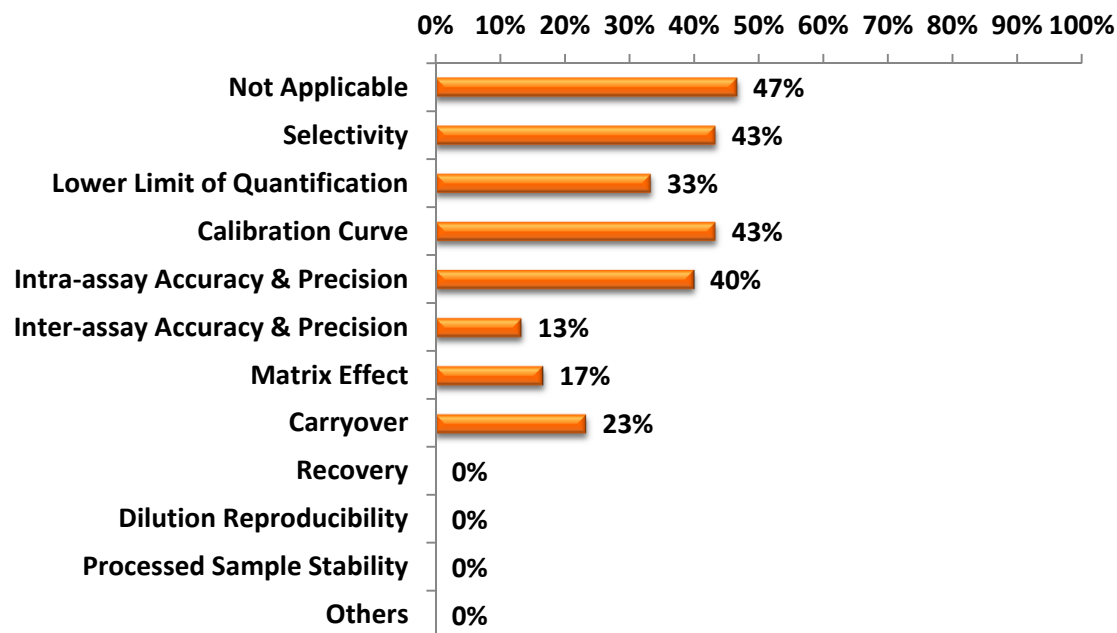 0% 10% 20% 30% 40% 50% 60% 70% 80% 90% 100%
Not Applicable 47%
Selectivity 43%
Lower Limit of Quantification 33%
Calibration Curve 43%
Intra-assay Accuracy & Precision 40%
Inter-assay Accuracy & Precision 13%
Matrix Effect 17%
Carryover 23%
Recovery 0%
Dilution Reproducibility 0%
Processed Sample Stability 0%
Others 0%